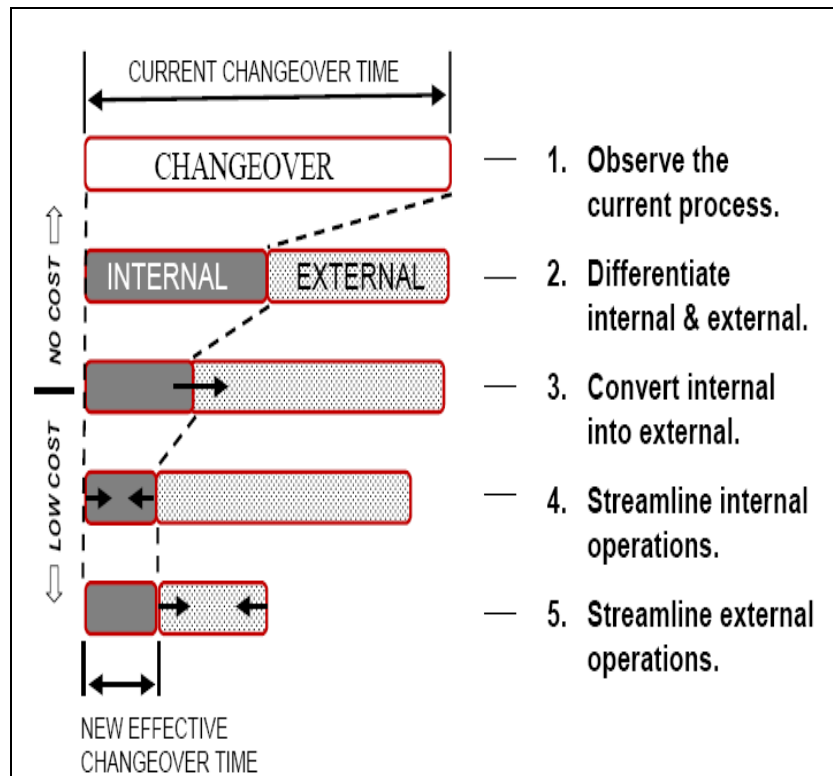 CURRENT CHANGEOVER TIME
CHANGEOVER
1. Observe the
current process.
NO COST
INTERNAL
EXTERNAL
2. Differentiate
internal & external.
3. Convert internal
into external.
LOW COST
4. Streamline internal
operations.
5. Streamline external
operations.
NEW EFFECTIVE
CHANGEOVER TIME